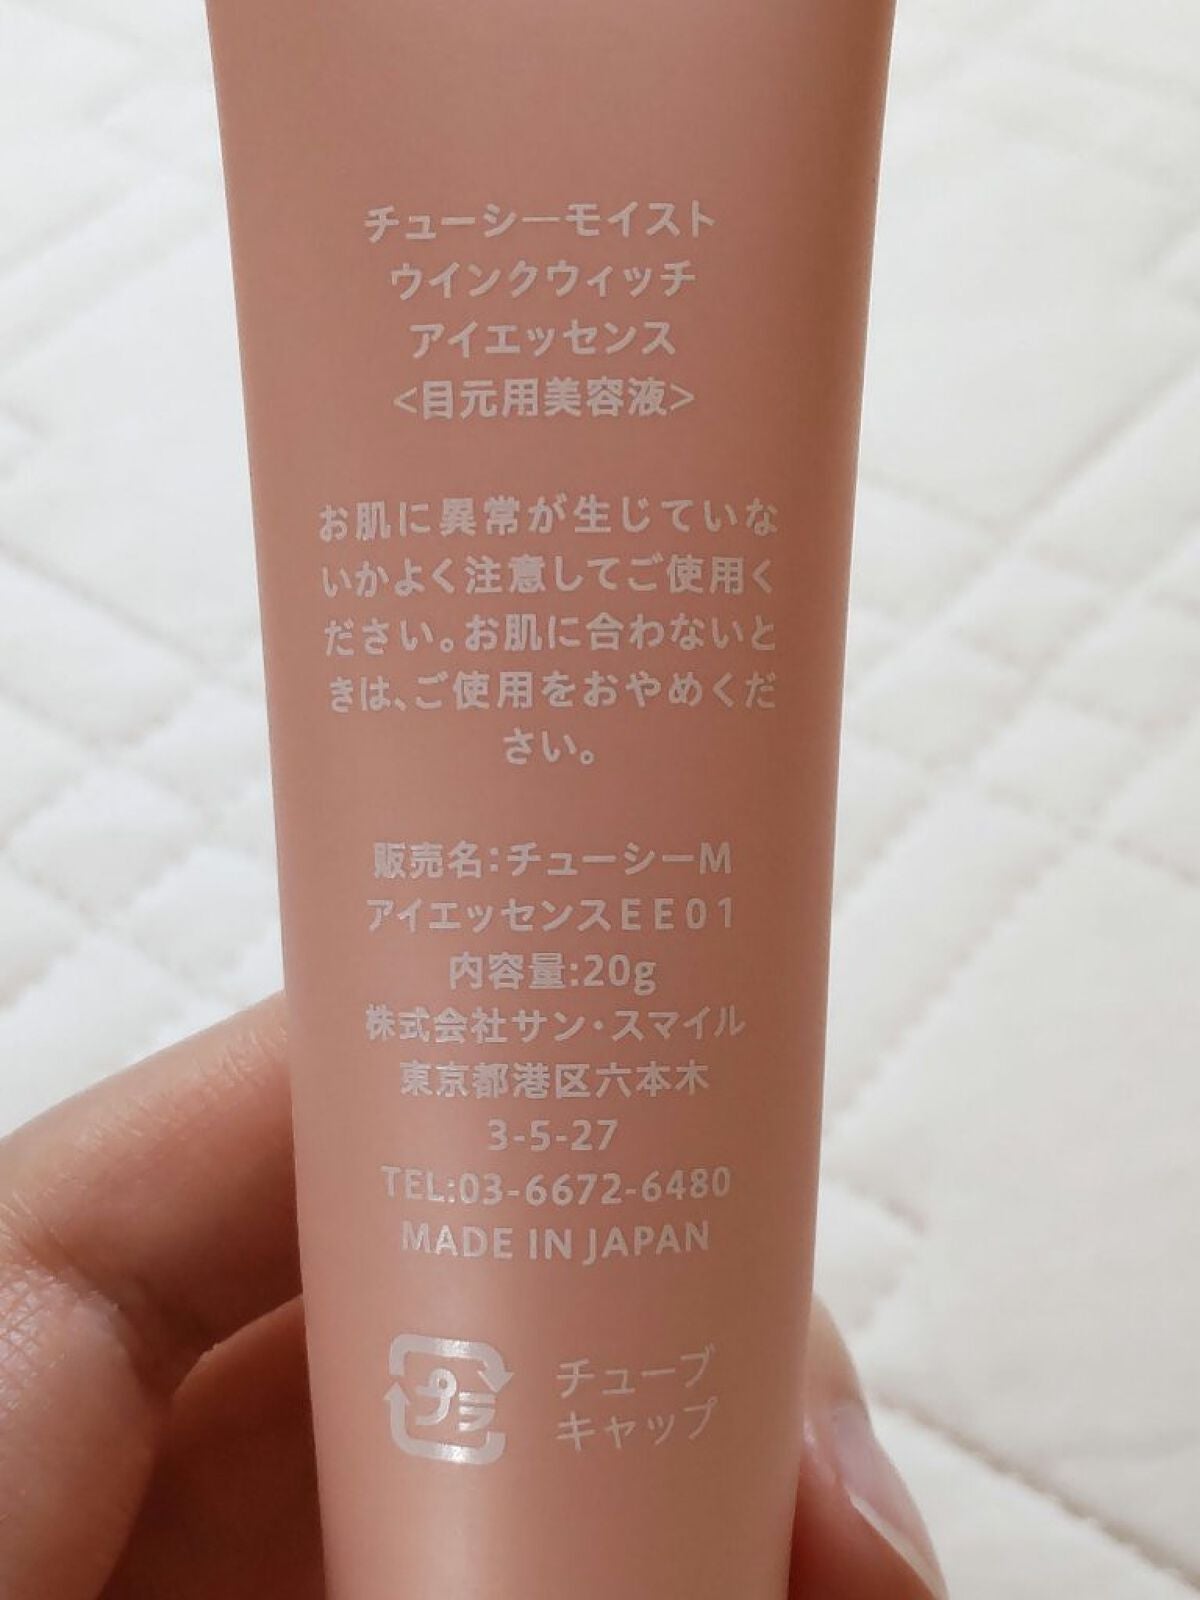 チューシーモイスト
ウインクウィッチ
アイエッセンス
<目元用美容液>
お肌に異常が生じていな
いかよく注意してご使用く
ださい。お肌に合わないと
きは、ご使用をおやめくだ
さい。
販売名:チューシーM
アイエッセンスEE01
内容量:20g
株式会社サン・スマイル
東京都港区六本木
3-5-27
TEL:03-6672-6480
MADE IN JAPAN
プラ
チューブ
キャップ